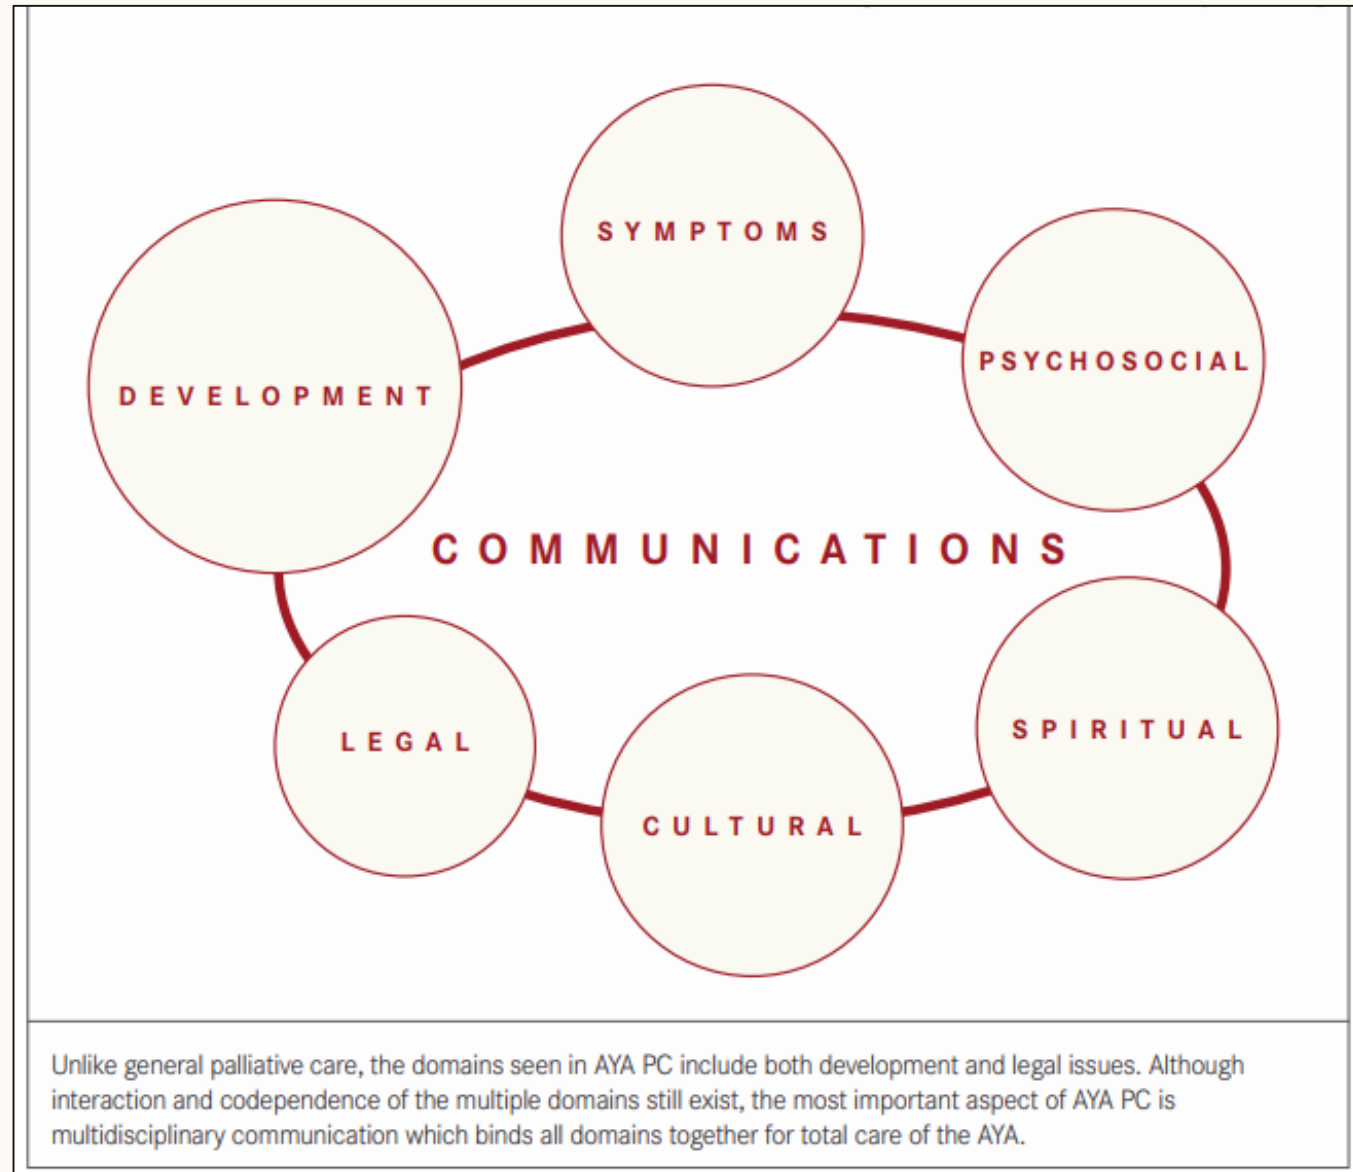 SYMPTOMS
PSYCHOSOCIAL
DEVELOPMENT
COMMUNICATIONS
SPIRITUAL
LEGAL
CULTURAL
Unlike general palliative care, the domains seen in AYA PC include both development and legal issues. Although
interaction and codependence of the multiple domains still exist, the most important aspect of AYA PC is
multidisciplinary communication which binds all domains together for total care of the AYA.